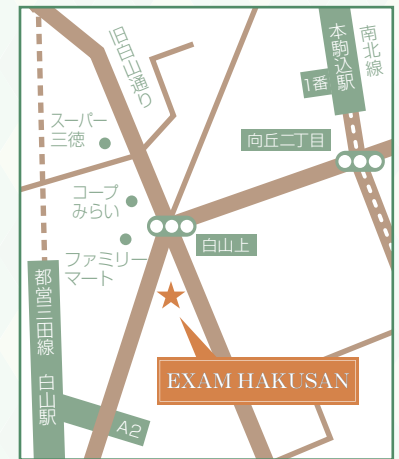 旧白山通り
本駒込駅
南北線
1番
スーパー
三徳
向丘二丁目
コープ
みらい
白山上
ファミリー
マート
都営三田線 白山駅
EXAM HAKUSAN
A2